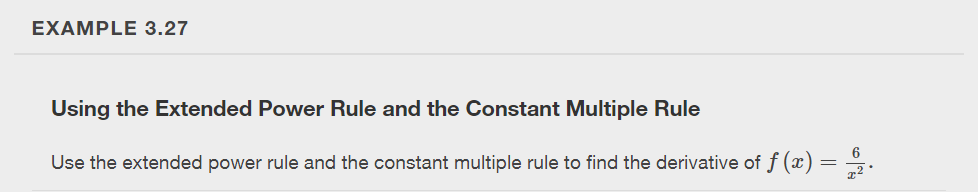 EXAMPLE 3.27
Using the Extended Power Rule and the Constant Multiple Rule
Use the extended power rule and the constant multiple rule to find the derivative of f (x) = 6/x².